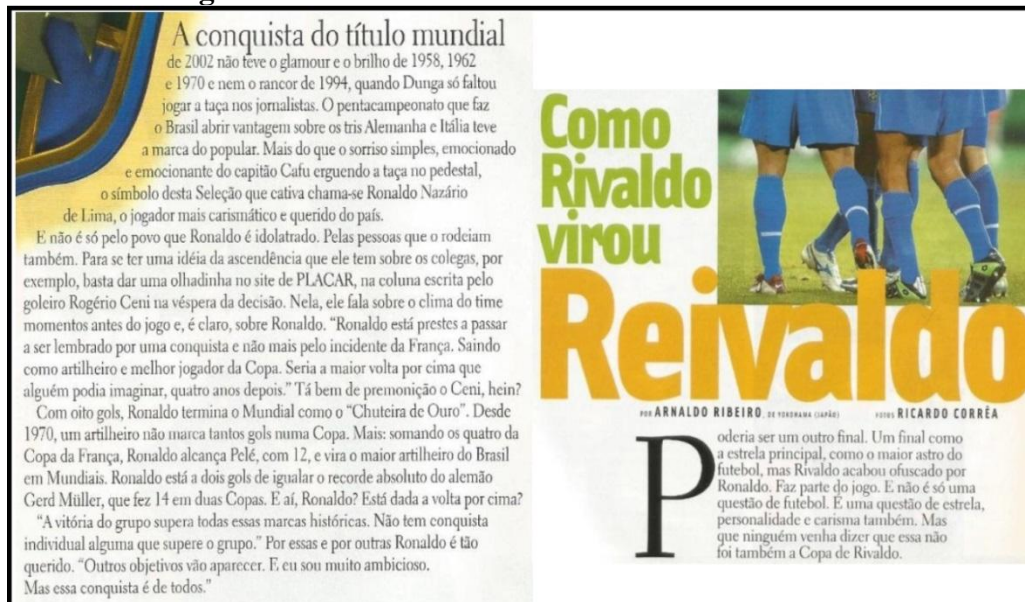 A conquista do título mundial
de 2002 não teve o glamour e o brilho de 1958, 1962
e 1970 e nem o rancor de 1994, quando Dunga só faltou
jogar a taça nos jornalistas. O pentacampeonato que faz
o Brasil abrir vantagem sobre os tris Alemanha e Itália teve
a marca do popular. Mais do que o sorriso simples, emocionado
e emocionante do capitão Cafu erguendo a taça no pedestal,
o símbolo desta Seleção que cativa chama-se Ronaldo Nazário
de Lima, o jogador mais carismático e querido do país.
E não é só pelo povo que Ronaldo é idolatrado. Pelas pessoas que o rodeiam
também. Para se ter uma idéia da ascendência que ele tem sobre os colegas, por
exemplo, basta dar uma olhadinha no site de PLACAR, na coluna escrita pelo
goleiro Rogério Ceni na véspera da decisão. Nela, ele fala sobre o clima do time
momentos antes do jogo e, é claro, sobre Ronaldo. “Ronaldo está prestes a passar
a ser lembrado por uma conquista e não mais pelo incidente da França. Saindo
como artilheiro e melhor jogador da Copa. Seria a maior volta por cima que
alguém podia imaginar, quatro anos depois.” Tá bem de premonição o Ceni, hein?
Com oito gols, Ronaldo termina o Mundial como o “Chuteira de Ouro”. Desde
1970, um artilheiro não marca tantos gols numa Copa. Mais: somando os quatro da
Copa da França, Ronaldo alcança Pelé, com 12, e vira o maior artilheiro do Brasil
em Mundiais. Ronaldo está a dois gols de igualar o recorde absoluto do alemão
Gerd Müller, que fez 14 em duas Copas. E aí, Ronaldo? Está dada a volta por cima?
“A vitória do grupo supera todas essas marcas históricas. Não tem conquista
individual alguma que supere o grupo.” Por essas e por outras Ronaldo é tão
querido. “Outros objetivos vão aparecer. E eu sou muito ambicioso.
Mas essa conquista é de todos.”
Como
Rivaldo
virou
Reivaldo
POR ARNALDO RIBEIRO, DE YOKOHAMA (JAPÃO) FOTOS RICARDO CORRÊA
Poderia ser um outro final. Um final como
a estrela principal, como o maior astro do
futebol, mas Rivaldo acabou ofuscado por
Ronaldo. Faz parte do jogo. E não é só uma
questão de futebol. É uma questão de estrela,
personalidade e carisma também. Mas
que ninguém venha dizer que essa não
foi também a Copa de Rivaldo.